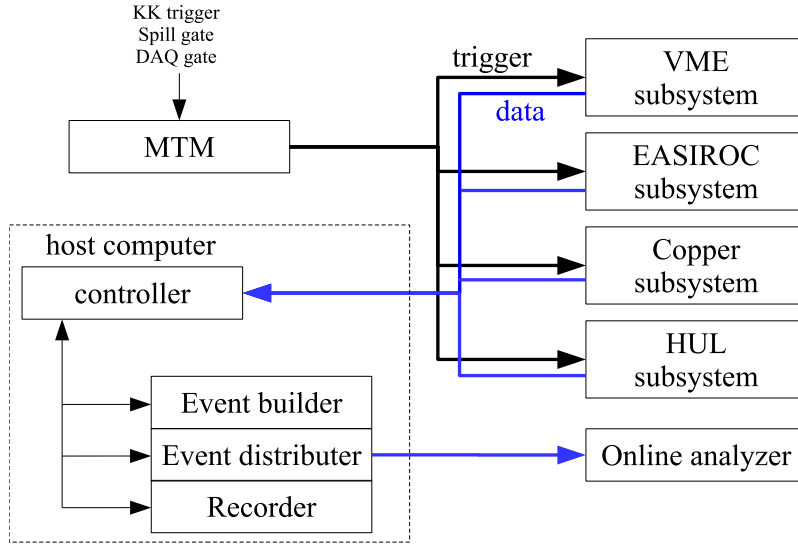 KK trigger
Spill gate
DAQ gate
MTM
trigger
data
VME
subsystem
EASIROC
subsystem
Copper
subsystem
HUL
subsystem
host computer
controller
Event builder
Event distributer
Recorder
Online analyzer